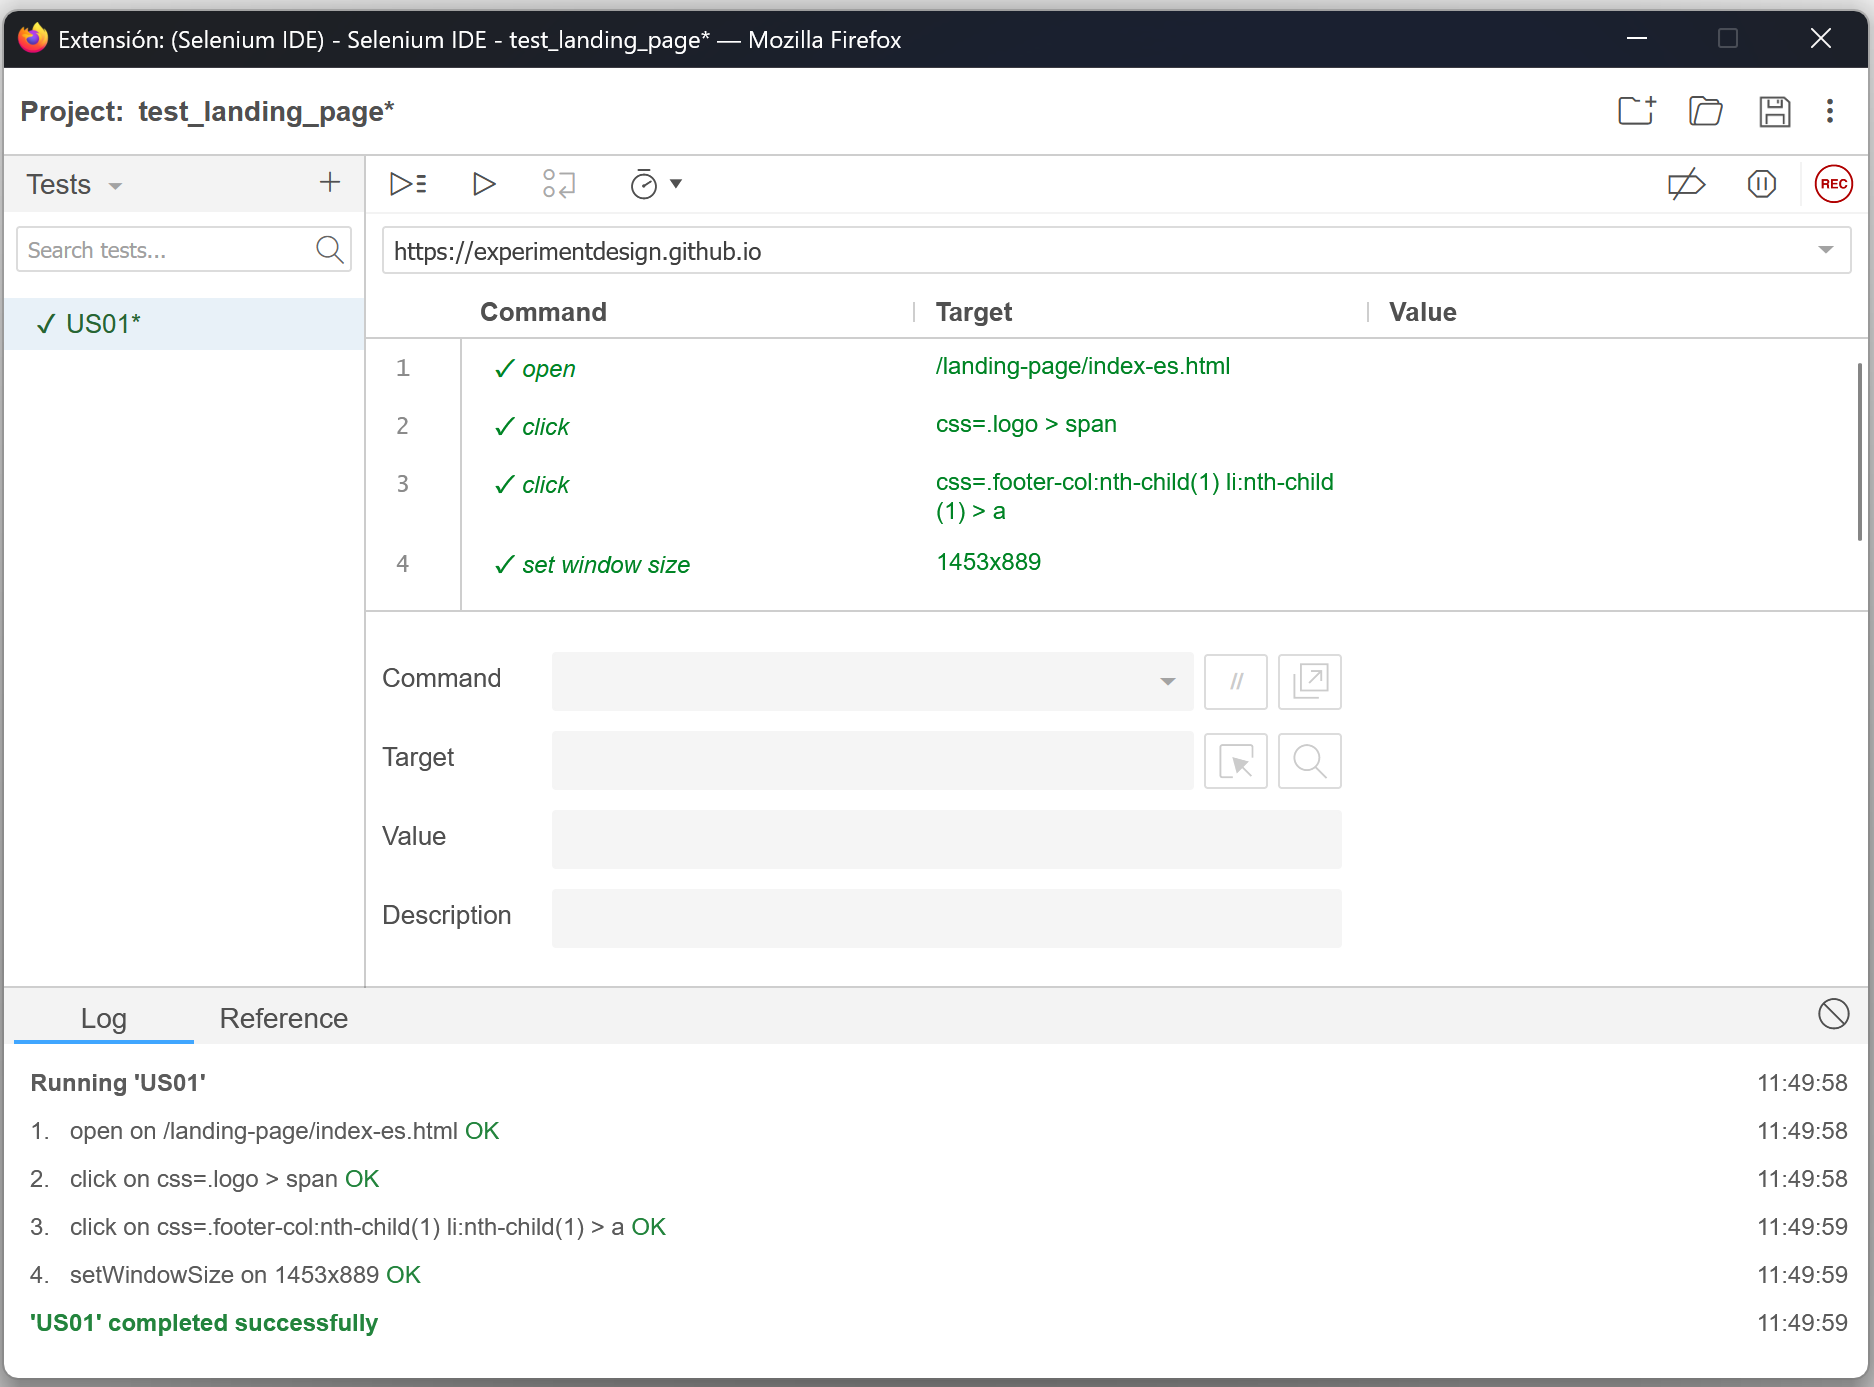 Extensión: (Selenium IDE) - Selenium IDE - test_landing_page* — Mozilla Firefox
Project: test_landing_page*
Tests
REC
Search tests...
https://experimentdesign.github.io
✓ US01*
Command Target Value
1 ✓ open /landing-page/index-es.html
2 ✓ click css=.logo > span
3 ✓ click css=.footer-col:nth-child(1) li:nth-child
(1) > a
4 ✓ set window size 1453x889
Command
//
Target
Value
Description
Log Reference
Running 'US01' 11:49:58
1. open on /landing-page/index-es.html OK 11:49:58
2. click on css=.logo > span OK 11:49:58
3. click on css=.footer-col:nth-child(1) li:nth-child(1) > a OK 11:49:59
4. setWindowSize on 1453x889 OK 11:49:59
'US01' completed successfully 11:49:59